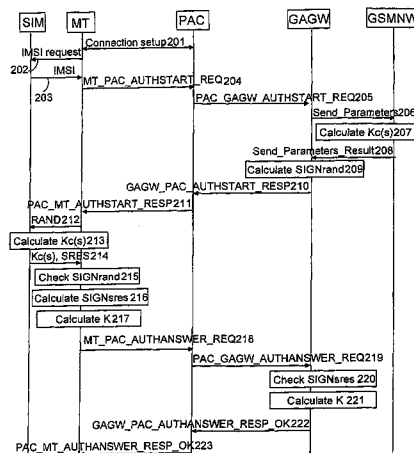 SIM MT PAC GAGW GSMNW
Connection setup201
IMSI request
202
IMSI
203
MT_PAC_AUTHSTART_REQ204
PAC_GAGW_AUTHSTART_REQ205
Send_Parameters206
Calculate Kc(s)207
Send_Parameters_Result208
Calculate SIGNrand209
GAGW_PAC_AUTHSTART_RESP210
PAC_MT_AUTHSTART_RESP211
RAND212
Calculate Kc(s)213
Kc(s), SRES214
Check SIGNrand215
Calculate SIGNsres216
Calculate K217
MT_PAC_AUTHANSWER_REQ218
PAC_GAGW_AUTHANSWER_REQ219
Check SIGNsres 220
Calculate K 221
GAGW_PAC_AUTHANSWER_RESP_OK222
PAC_MT_AUTHANSWER_RESP_OK223